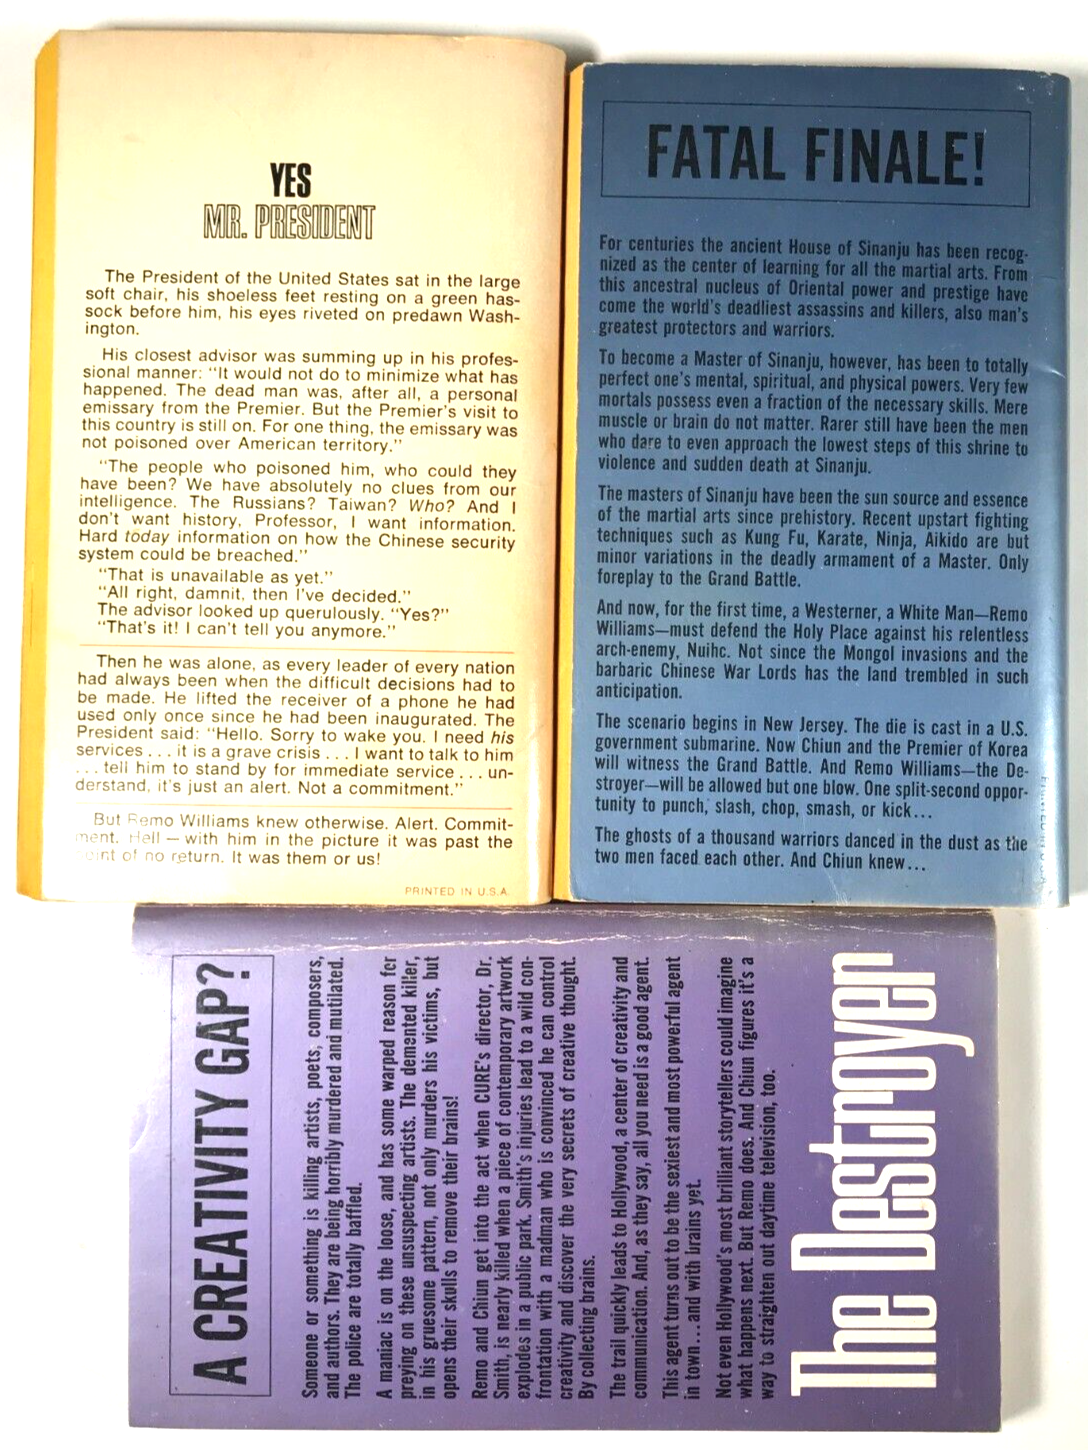 YES
MR. PRESIDENT
The President of the United States sat in the large
soft chair, his shoeless feet resting on a green has-
sock before him, his eyes riveted on predawn Wash-
ington.
His closest advisor was summing up in his profes-
sional manner: "It would not do to minimize what has
happened. The dead man was, after all, a personal
emissary from the Premier. But the Premier's visit to
this country is still on. For one thing, the emissary was
not poisoned over American territory."
"The people who poisoned him, who could they
have been? We have absolutely no clues from our
intelligence. The Russians? Taiwan? Who? And I
don't want history, Professor, I want information.
Hard today information on how the Chinese security
system could be breached."
"That is unavailable as yet."
"All right, damnit, then I've decided."
The advisor looked up querulously. "Yes?"
"That's it! I can't tell you anymore."
Then he was alone, as every leader of every nation
had always been when the difficult decisions had to
be made. He lifted the receiver of a phone he had
used only once since he had been inaugurated. The
President said: "Hello. Sorry to wake you. I need his
services . . . it is a grave crisis . . . I want to talk to him
. . . tell him to stand by for immediate service . . . un-
derstand, it's just an alert. Not a commitment."
But Remo Williams knew otherwise. Alert. Commit-
ment. Hell — with him in the picture it was past the
point of no return. It was them or us!
PRINTED IN U.S.A.
FATAL FINALE!
For centuries the ancient House of Sinanju has been recog-
nized as the center of learning for all the martial arts. From
this ancestral nucleus of Oriental power and prestige have
come the world's deadliest assassins and killers, also man's
greatest protectors and warriors.
To become a Master of Sinanju, however, has been to totally
perfect one's mental, spiritual, and physical powers. Very few
mortals possess even a fraction of the necessary skills. Mere
muscle or brain do not matter. Rarer still have been the men
who dare to even approach the lowest steps of this shrine to
violence and sudden death at Sinanju.
The masters of Sinanju have been the sun source and essence
of the martial arts since prehistory. Recent upstart fighting
techniques such as Kung Fu, Karate, Ninja, Aikido are but
minor variations in the deadly armament of a Master. Only
foreplay to the Grand Battle.
And now, for the first time, a Westerner, a White Man—Remo
Williams—must defend the Holy Place against his relentless
arch-enemy, Nuihc. Not since the Mongol invasions and the
barbaric Chinese War Lords has the land trembled in such
anticipation.
The scenario begins in New Jersey. The die is cast in a U.S.
government submarine. Now Chiun and the Premier of Korea
will witness the Grand Battle. And Remo Williams—the De-
stroyer—will be allowed but one blow. One split-second oppor-
tunity to punch, slash, chop, smash, or kick...
The ghosts of a thousand warriors danced in the dust as the
two men faced each other. And Chiun knew...
A CREATIVITY GAP?
Someone or something is killing artists, poets, composers,
and authors. They are being horribly murdered and mutilated.
The police are totally baffled.
A maniac is on the loose, and has some warped reason for
preying on these unsuspecting artists. The demented killer,
in his gruesome pattern, not only murders his victims, but
opens their skulls to remove their brains!
Remo and Chiun get into the act when CURE's director, Dr.
Smith, is nearly killed when a piece of contemporary artwork
explodes in a public park. Smith's injuries lead to a wild con-
frontation with a madman who is convinced he can control
creativity and discover the very secrets of creative thought.
By collecting brains.
The trail quickly leads to Hollywood, a center of creativity and
communication. And, as they say, all you need is a good agent.
This agent turns out to be the sexiest and most powerful agent
in town...and with brains yet.
Not even Hollywood's most brilliant storytellers could imagine
what happens next. But Remo does. And Chiun figures it's a
way to straighten out daytime television, too.
The Destroyer